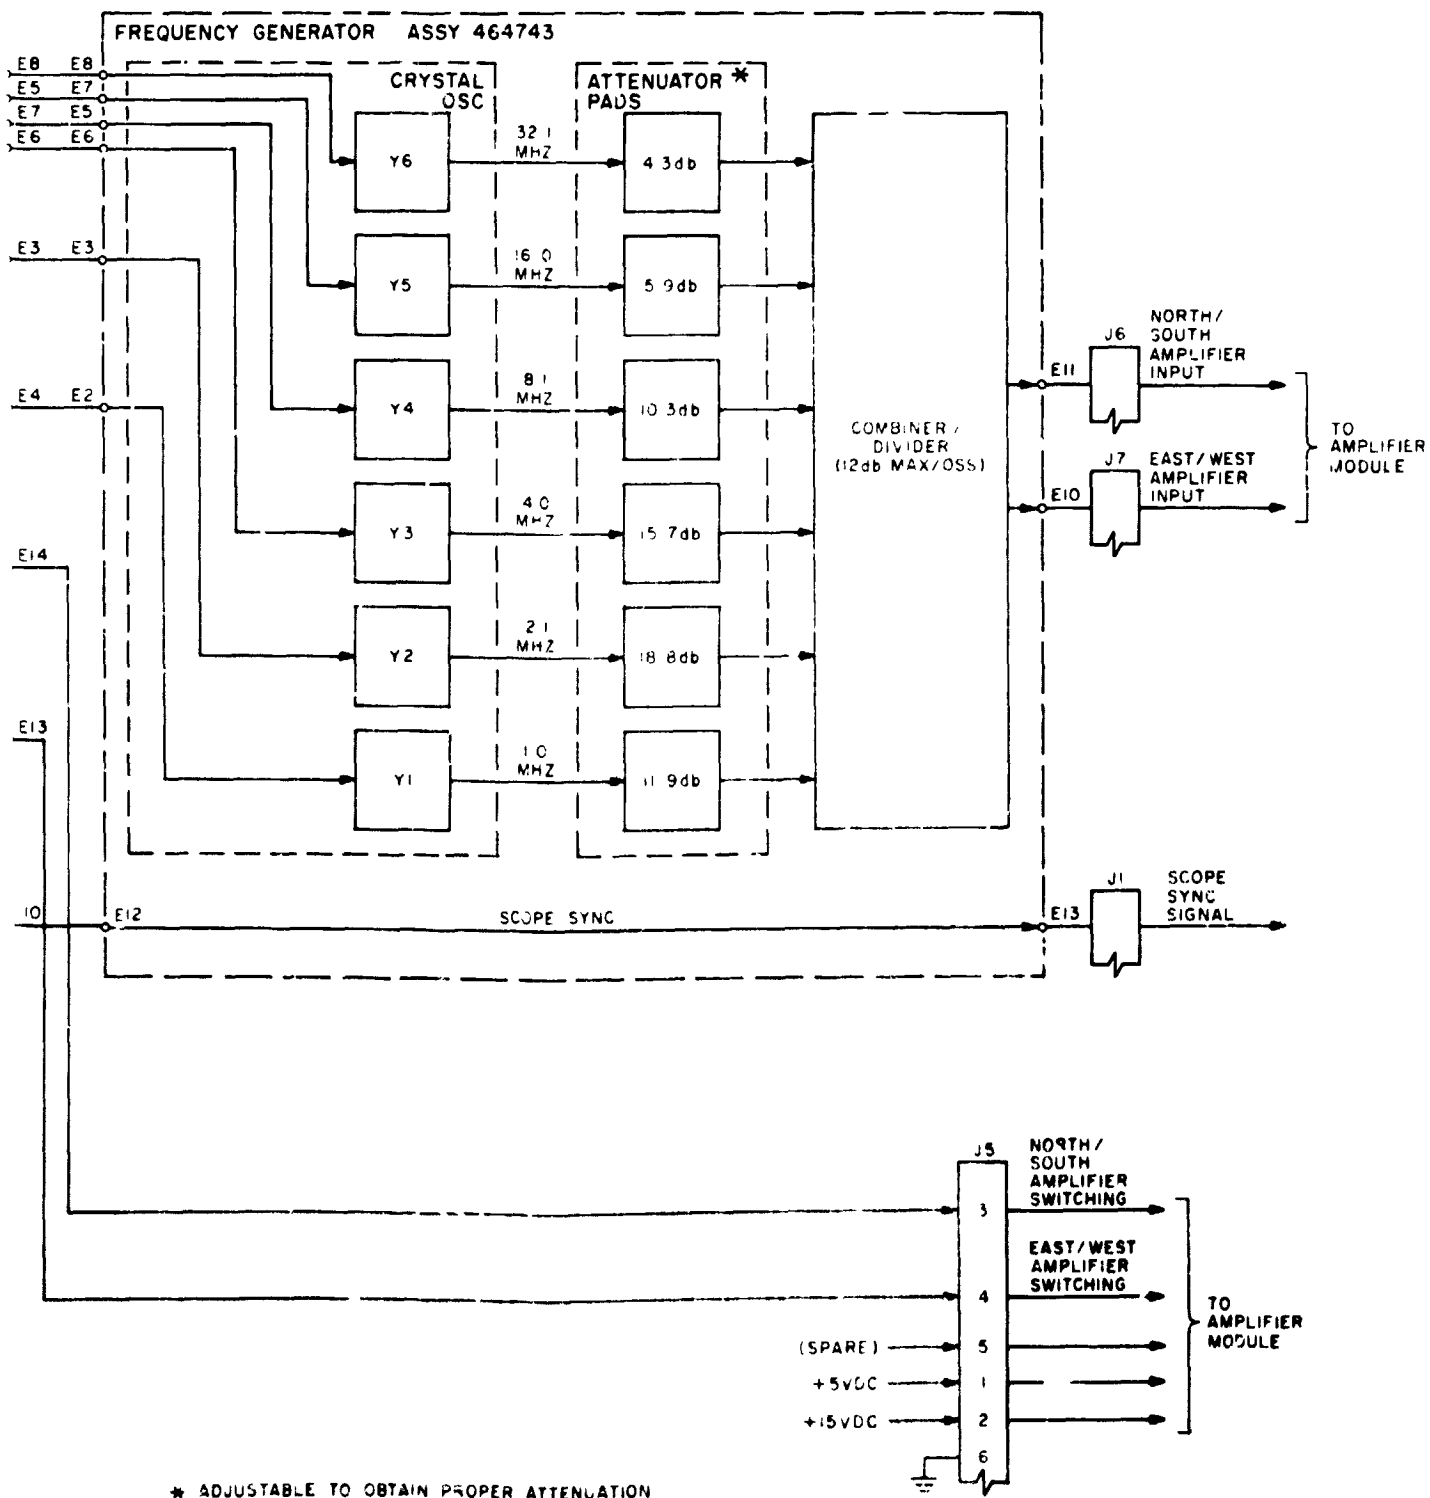 FREQUENCY GENERATOR ASSY 464743
E8 E8
E5 E7
E7 E5
E6 E6
E3 E3
E4 E2
E14
E13
10
CRYSTAL
OSC
ATTENUATOR *
PADS
Y6
32.1
MHZ
4.3db
Y5
16.0
MHZ
5.9db
Y4
8.1
MHZ
10.3db
Y3
4.0
MHZ
15.7db
Y2
2.1
MHZ
18.8db
Y1
1.0
MHZ
11.9db
COMBINER/
DIVIDER
(12db MAX/OSS)
E11
J6
NORTH/
SOUTH
AMPLIFIER
INPUT
E10
J7
EAST/WEST
AMPLIFIER
INPUT
TO
AMPLIFIER
MODULE
E12
SCOPE SYNC
E13
J1
SCOPE
SYNC
SIGNAL
J5
NORTH/
SOUTH
AMPLIFIER
SWITCHING
3
EAST/WEST
AMPLIFIER
SWITCHING
4
(SPARE) 5
+5VDC 1
+15VDC 2
6
TO
AMPLIFIER
MODULE
* ADJUSTABLE TO OBTAIN PROPER ATTENUATION